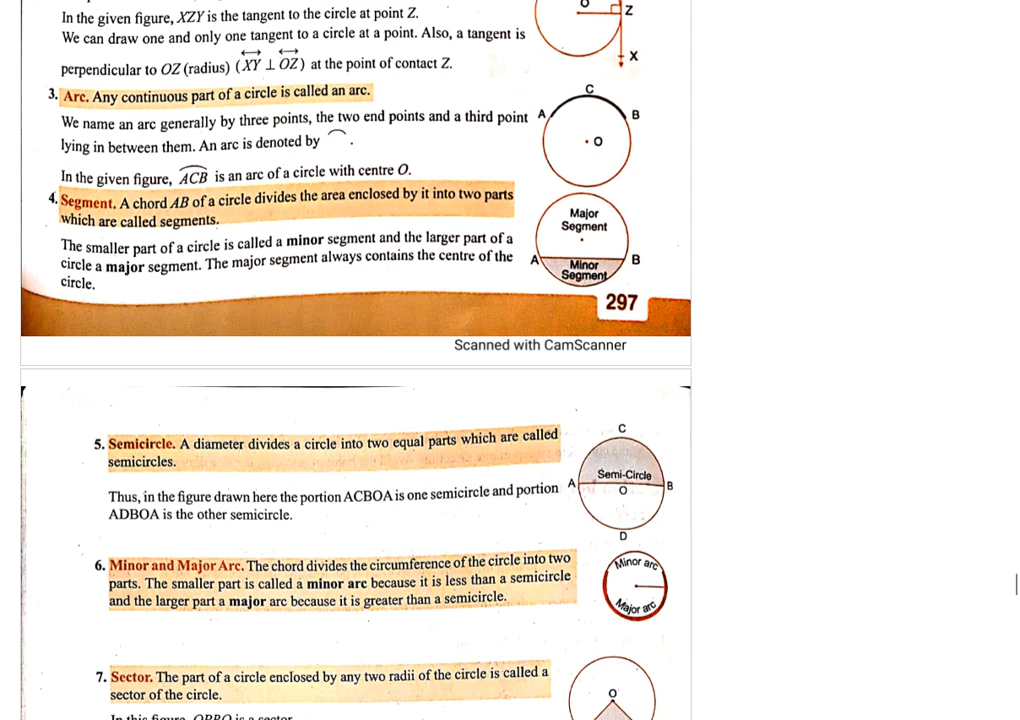 O
Z
In the given figure, XZY is the tangent to the circle at point Z.
We can draw one and only one tangent to a circle at a point. Also, a tangent is
X
perpendicular to OZ (radius) (XY ⊥ OZ) at the point of contact Z.
3. Arc. Any continuous part of a circle is called an arc.
C
We name an arc generally by three points, the two end points and a third point
A
B
lying in between them. An arc is denoted by ⌒.
O
In the given figure, ACB is an arc of a circle with centre O.
4. Segment. A chord AB of a circle divides the area enclosed by it into two parts
which are called segments.
Major
Segment
The smaller part of a circle is called a minor segment and the larger part of a
circle a major segment. The major segment always contains the centre of the
circle.
A
B
Minor
Segment
297
Scanned with CamScanner
C
5. Semicircle. A diameter divides a circle into two equal parts which are called
semicircles.
Semi-Circle
A
B
O
Thus, in the figure drawn here the portion ACBOA is one semicircle and portion
ADBOA is the other semicircle.
D
6. Minor and Major Arc. The chord divides the circumference of the circle into two
parts. The smaller part is called a minor arc because it is less than a semicircle
and the larger part a major arc because it is greater than a semicircle.
Minor arc
Major arc
7. Sector. The part of a circle enclosed by any two radii of the circle is called a
sector of the circle.
O